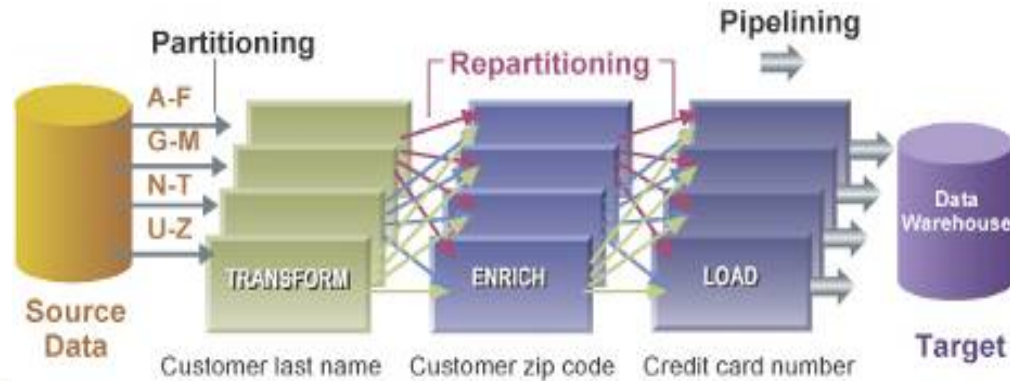 Partitioning
Pipelining
Repartitioning
A-F
G-M
N-T
U-Z
TRANSFORM
ENRICH
LOAD
Data
Warehouse
Source
Data
Target
Customer last name
Customer zip code
Credit card number